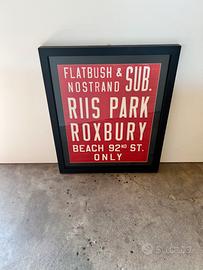 FLATBUSH &
NOSTRAND SUB.
RIIS PARK
ROXBURY
BEACH 92ND ST.
ONLY